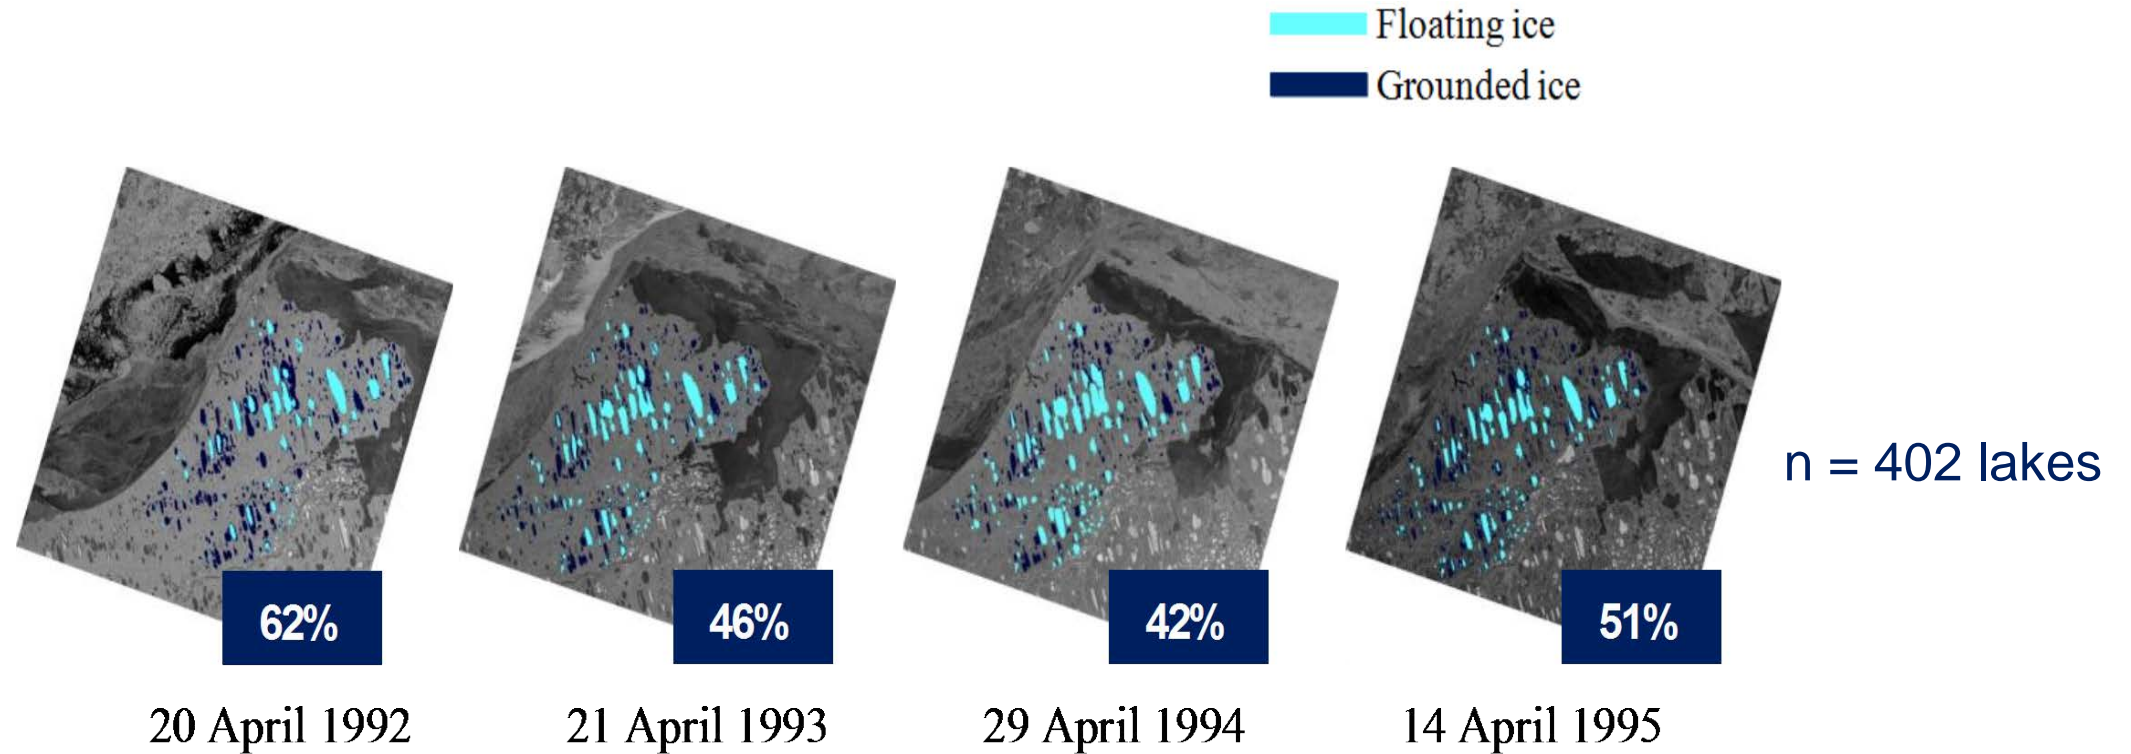 Floating ice
Grounded ice
n = 402 lakes
62%
46%
42%
51%
20 April 1992
21 April 1993
29 April 1994
14 April 1995